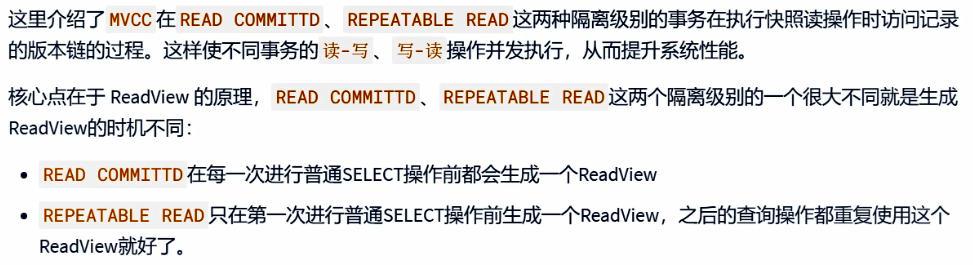 这里介绍了 MVCC 在 READ COMMITTD、REPEATABLE READ 这两种隔离级别的事务在执行快照读操作时访问记录
的版本链的过程。这样使不同事务的 读-写、 写-读 操作并发执行，从而提升系统性能。
核心点在于 ReadView 的原理， READ COMMITTD、REPEATABLE READ 这两个隔离级别的一个很大不同就是生成
ReadView的时机不同：
• READ COMMITTD 在每一次进行普通SELECT操作前都会生成一个ReadView
• REPEATABLE READ 只在第一次进行普通SELECT操作前生成一个ReadView，之后的查询操作都重复使用这个
ReadView就好了。